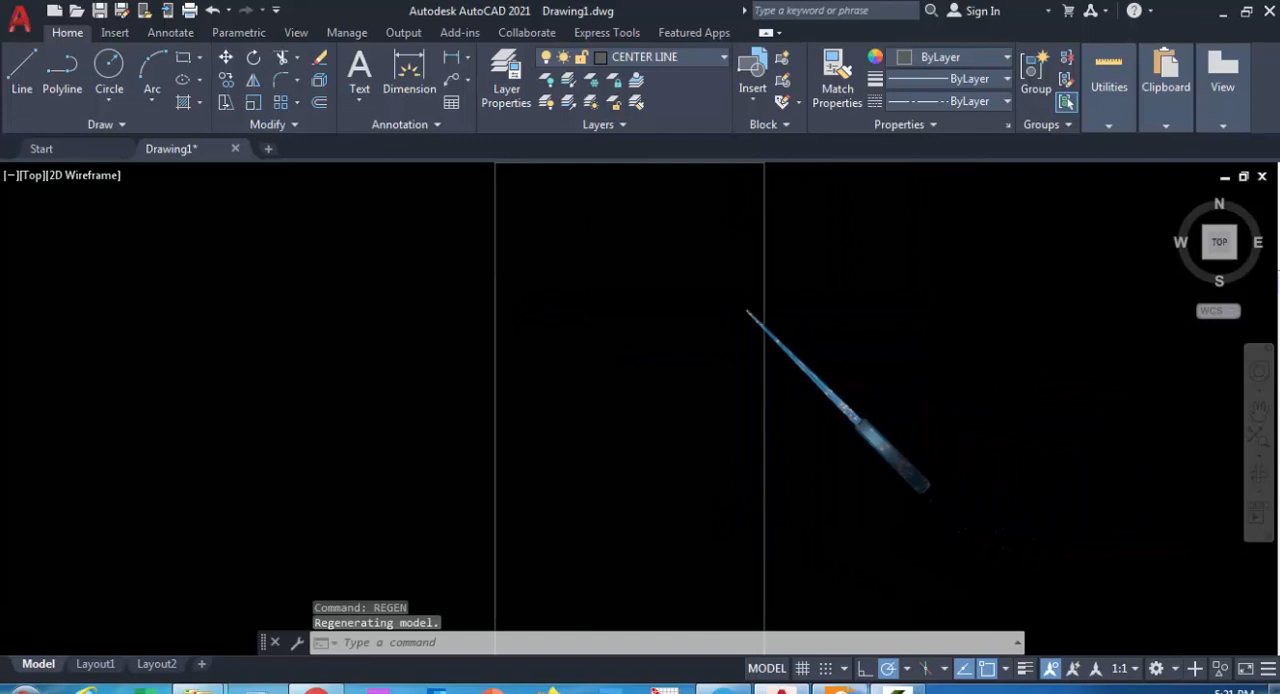 Autodesk AutoCAD 2021 Drawing1.dwg
Type a keyword or phrase
Sign In
Home Insert Annotate Parametric View Manage Output Add-ins Collaborate Express Tools Featured Apps
Line Polyline Circle Arc
Text Dimension
Layer Properties
CENTER LINE
Insert
Match Properties
ByLayer
ByLayer
ByLayer
Group
Utilities
Clipboard
View
Draw Modify Annotation Layers Block Properties Groups
Start Drawing1*
[−][Top][2D Wireframe]
N
W TOP E
S
WCS
Command: REGEN
Regenerating model.
Type a command
Model Layout1 Layout2
MODEL
1:1
5:21 PM